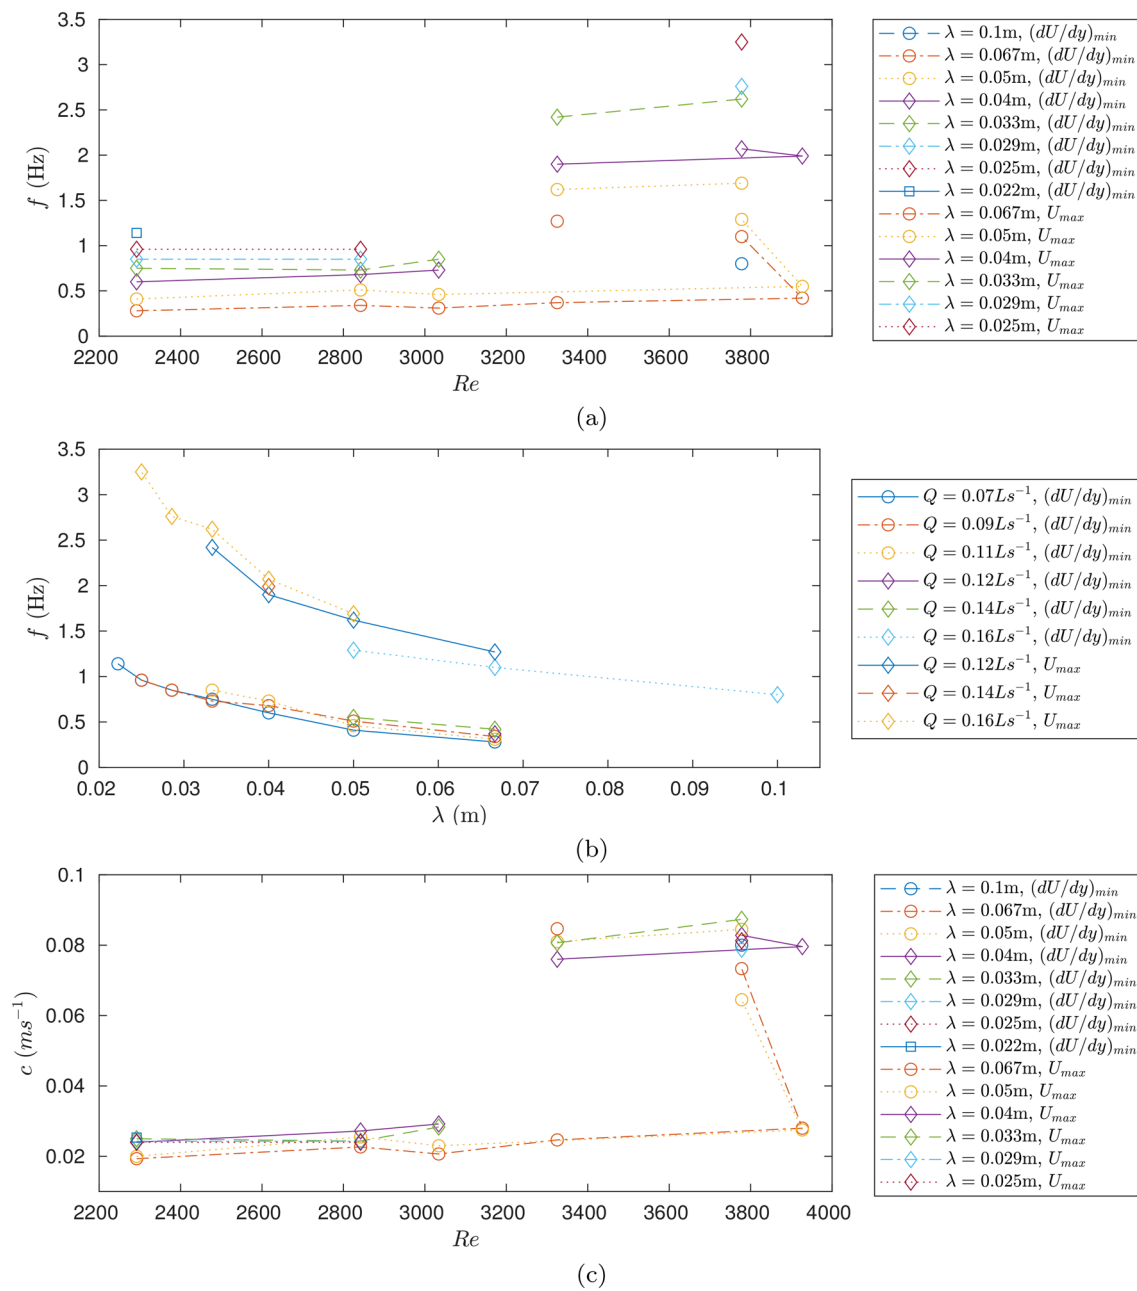 3.5
3
2.5
2
1.5
1
0.5
0
f (Hz)
2200 2400 2600 2800 3000 3200 3400 3600 3800
Re
λ = 0.1m, (dU/dy)min
λ = 0.067m, (dU/dy)min
λ = 0.05m, (dU/dy)min
λ = 0.04m, (dU/dy)min
λ = 0.033m, (dU/dy)min
λ = 0.029m, (dU/dy)min
λ = 0.025m, (dU/dy)min
λ = 0.022m, (dU/dy)min
λ = 0.067m, Umax
λ = 0.05m, Umax
λ = 0.04m, Umax
λ = 0.033m, Umax
λ = 0.029m, Umax
λ = 0.025m, Umax
(a)
3.5
3
2.5
2
1.5
1
0.5
0
f (Hz)
0.02 0.03 0.04 0.05 0.06 0.07 0.08 0.09 0.1
λ (m)
Q = 0.07Ls⁻¹, (dU/dy)min
Q = 0.09Ls⁻¹, (dU/dy)min
Q = 0.11Ls⁻¹, (dU/dy)min
Q = 0.12Ls⁻¹, (dU/dy)min
Q = 0.14Ls⁻¹, (dU/dy)min
Q = 0.16Ls⁻¹, (dU/dy)min
Q = 0.12Ls⁻¹, Umax
Q = 0.14Ls⁻¹, Umax
Q = 0.16Ls⁻¹, Umax
(b)
0.1
0.08
0.06
0.04
0.02
c (ms⁻¹)
2200 2400 2600 2800 3000 3200 3400 3600 3800 4000
Re
λ = 0.1m, (dU/dy)min
λ = 0.067m, (dU/dy)min
λ = 0.05m, (dU/dy)min
λ = 0.04m, (dU/dy)min
λ = 0.033m, (dU/dy)min
λ = 0.029m, (dU/dy)min
λ = 0.025m, (dU/dy)min
λ = 0.022m, (dU/dy)min
λ = 0.067m, Umax
λ = 0.05m, Umax
λ = 0.04m, Umax
λ = 0.033m, Umax
λ = 0.029m, Umax
λ = 0.025m, Umax
(c)